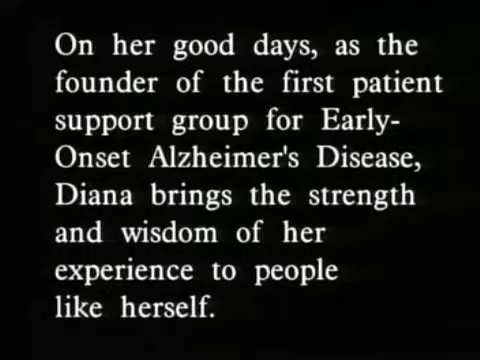 On her good days, as the
founder of the first patient
support group for Early-
Onset Alzheimer's Disease,
Diana brings the strength
and wisdom of her
experience to people
like herself.